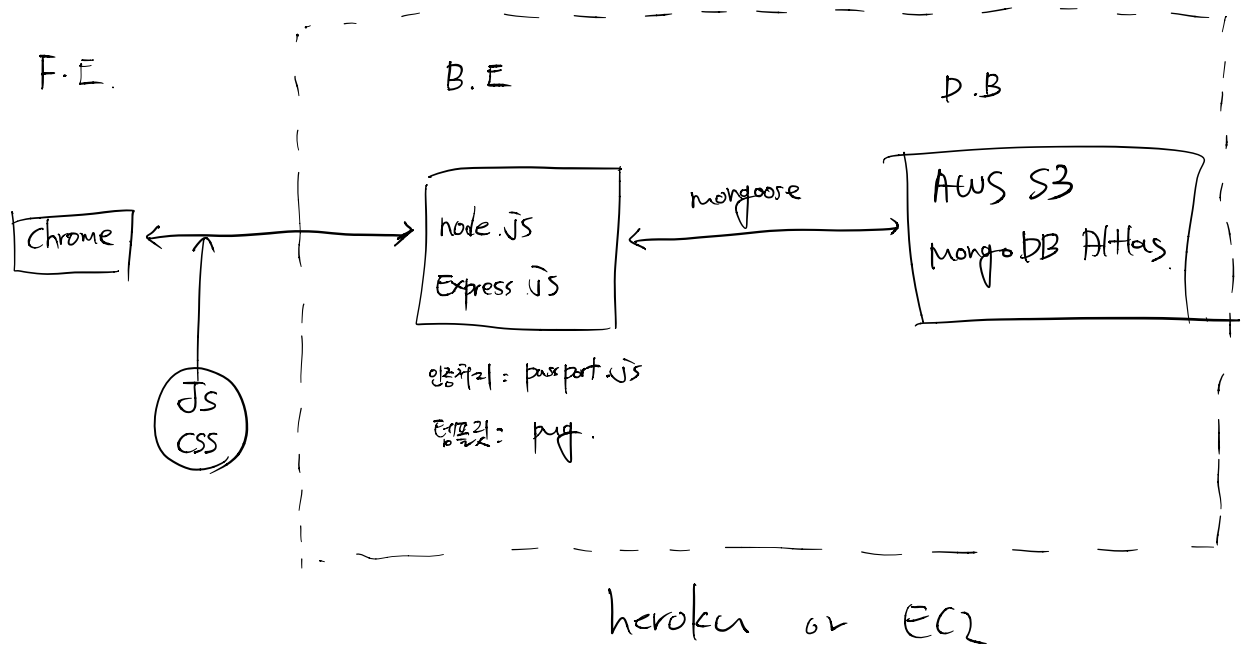 F.E.
B.E
D.B
Chrome
node.js
Express.js
mongoose
AWS S3
MongoDB Atlas
JS
CSS
인증처리: passport.js
템플릿: pug.
heroku or EC2